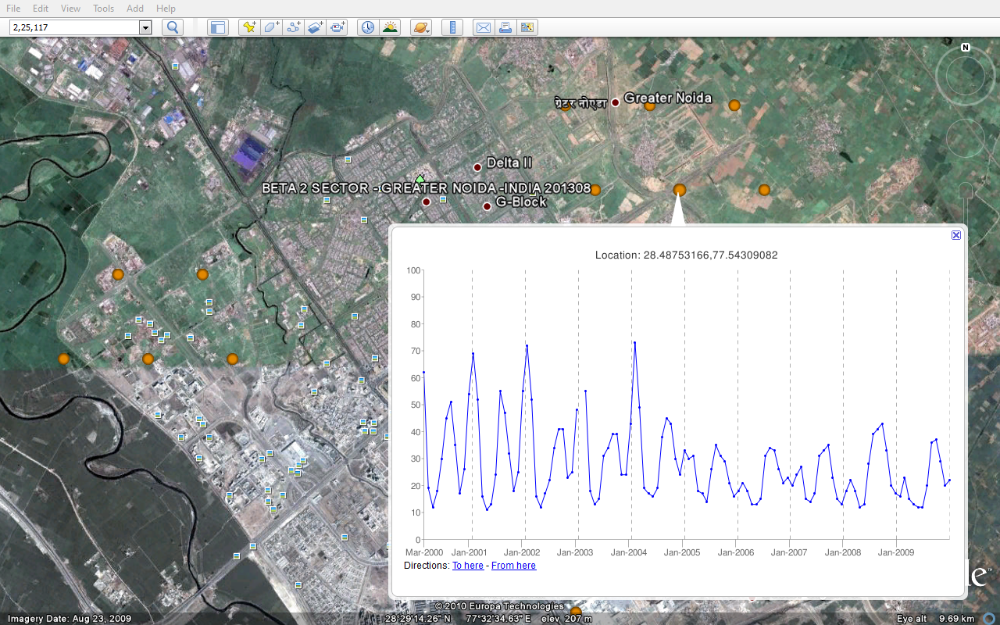 File Edit View Tools Add Help
2,25,117
N
ग्रेटर नोएडा
Greater Noida
Delta II
BETA 2 SECTOR - GREATER NOIDA -INDIA 201308
G-Block
Location: 28.48753166,77.54309082
100
90
80
70
60
50
40
30
20
10
0
Mar-2000 Jan-2001 Jan-2002 Jan-2003 Jan-2004 Jan-2005 Jan-2006 Jan-2007 Jan-2008 Jan-2009
Directions: To here - From here
le™
© 2010 Europa Technologies
Imagery Date: Aug 23, 2009 28°29'14.26" N 77°32'34.63" E elev 207 m Eye alt 9.69 km